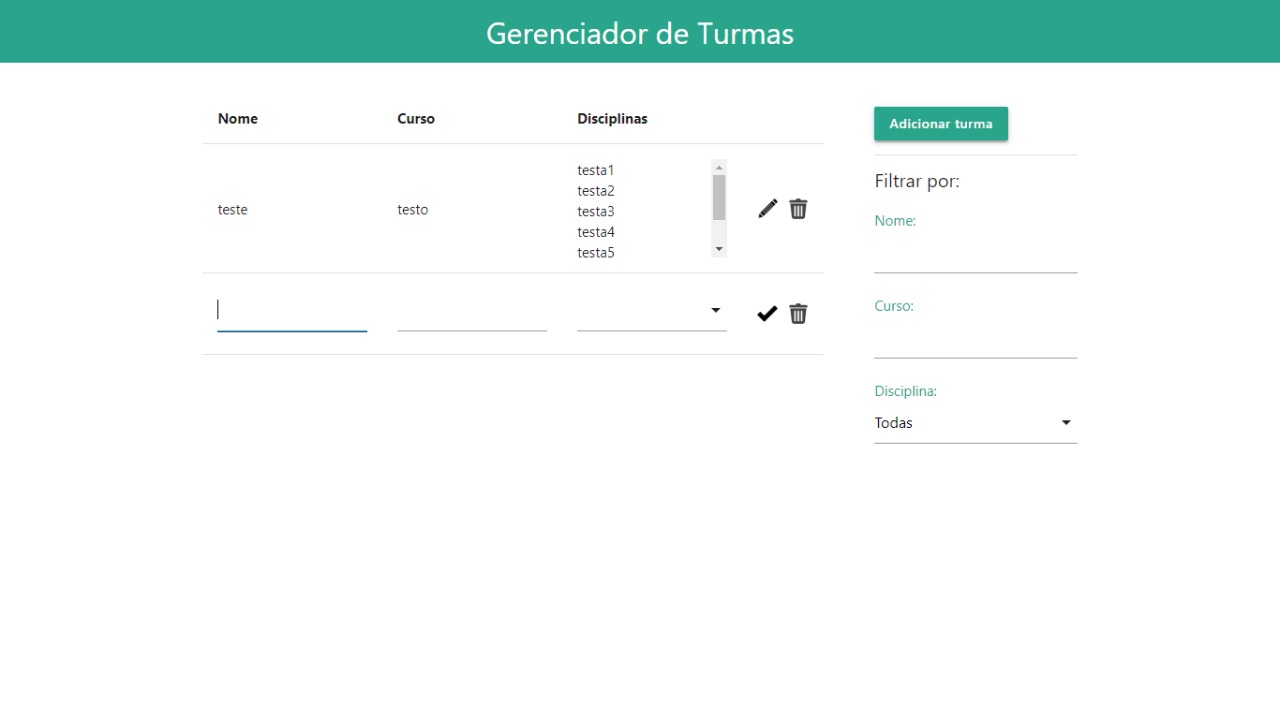 Gerenciador de Turmas
Nome Curso Disciplinas
teste testo testa1
testa2
testa3
testa4
testa5
Adicionar turma
Filtrar por:
Nome:
Curso:
Disciplina:
Todas